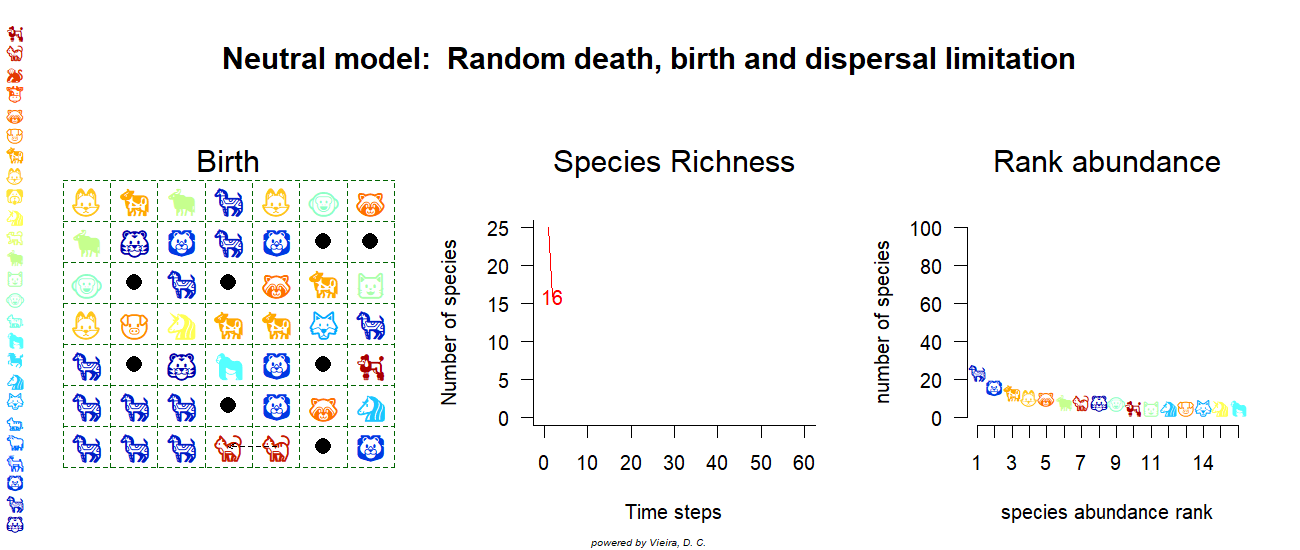 Neutral model:  Random death, birth and dispersal limitation
Birth
Species Richness
Rank abundance
Number of species
25
20
15
10
5
0
16
0 10 20 30 40 50 60
Time steps
number of species
100
80
60
40
20
0
1 3 5 7 9 11 14
species abundance rank
powered by Vieira, D. C.